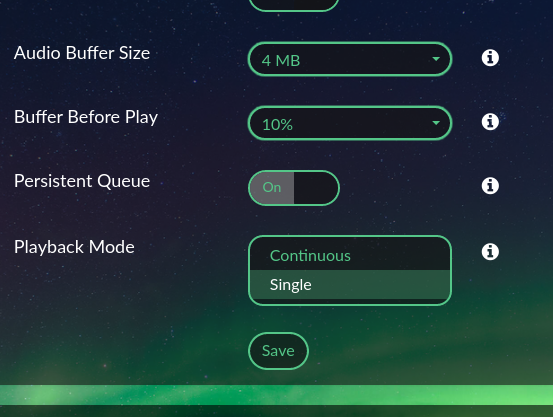 Audio Buffer Size 4 MB
Buffer Before Play 10%
Persistent Queue On
Playback Mode Continuous
Single
Save